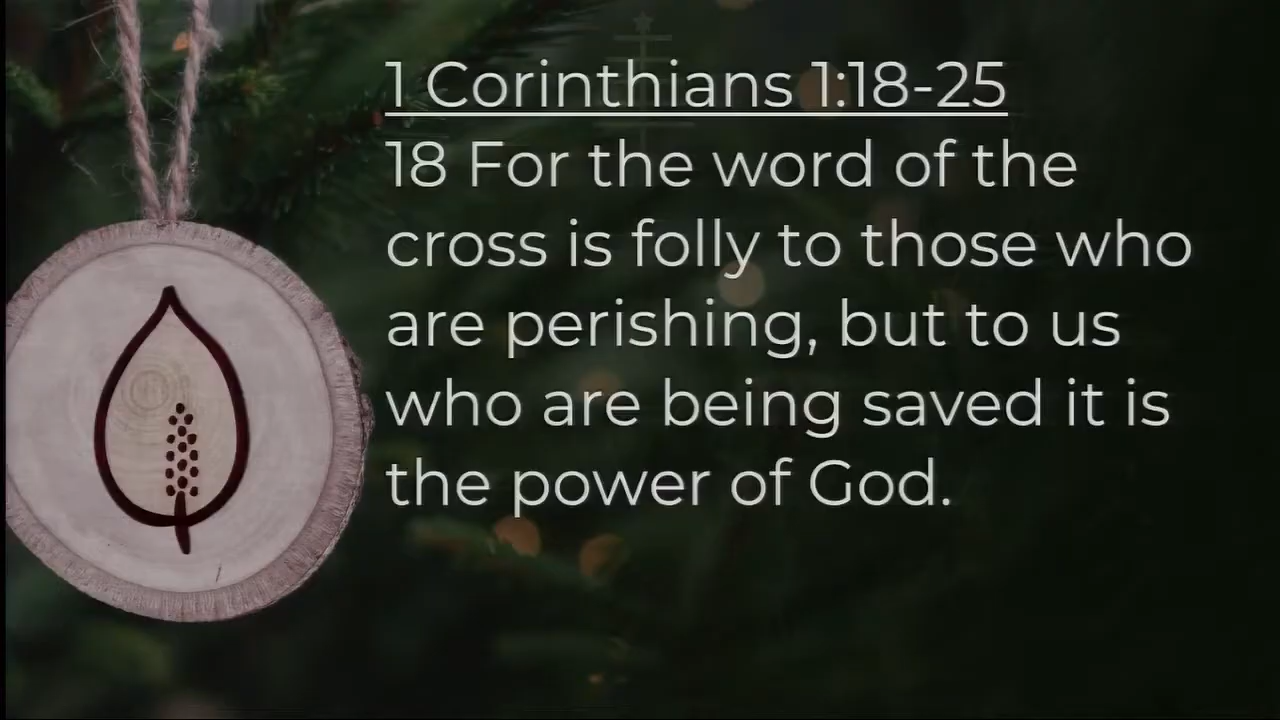 1 Corinthians 1:18-25
18 For the word of the
cross is folly to those who
are perishing, but to us
who are being saved it is
the power of God.